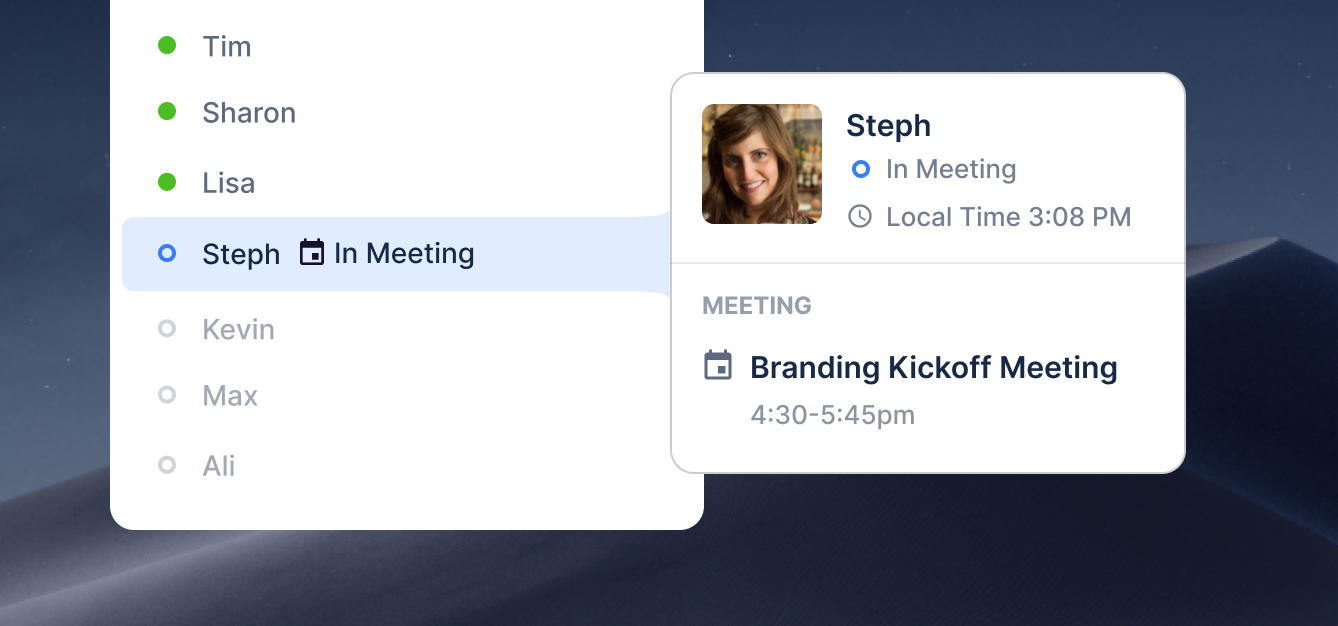 Tim
Sharon
Lisa
Steph In Meeting
Kevin
Max
Ali
Steph
In Meeting
Local Time 3:08 PM
MEETING
Branding Kickoff Meeting
4:30-5:45pm